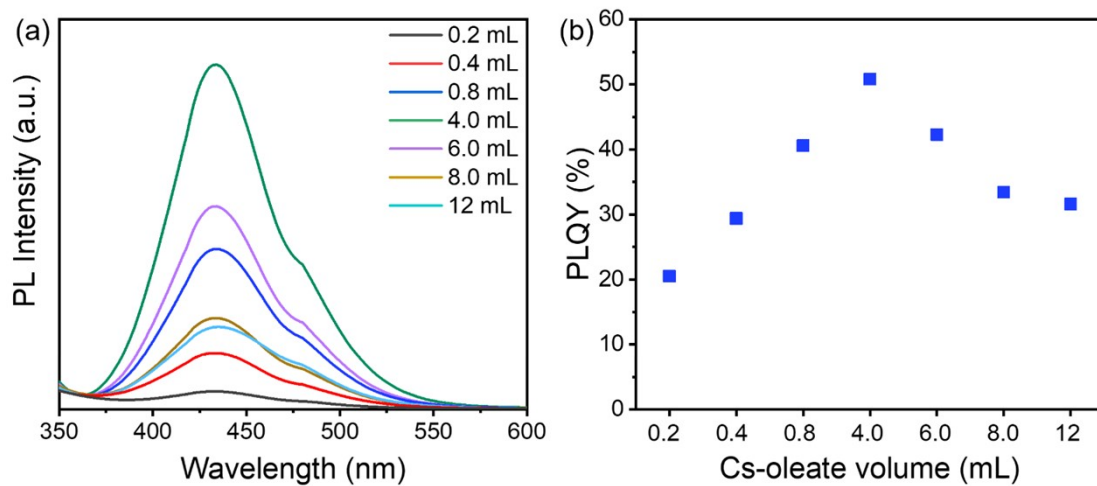 (a)
PL Intensity (a.u.)
0.2 mL
0.4 mL
0.8 mL
4.0 mL
6.0 mL
8.0 mL
12 mL
350 400 450 500 550 600
Wavelength (nm)
(b)
PLQY (%)
60
50
40
30
20
10
0
0.2 0.4 0.8 4.0 6.0 8.0 12
Cs-oleate volume (mL)